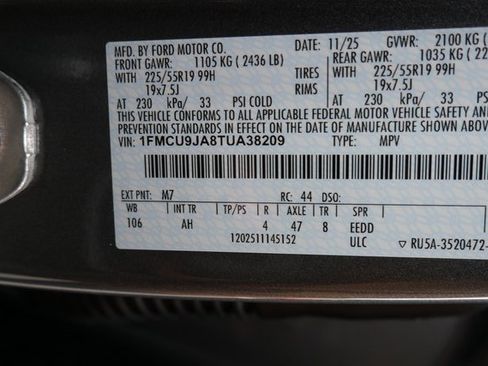 MFD. BY FORD MOTOR CO. 11/25 GVWR: 2100 KG
FRONT GAWR: 1105 KG ( 2436 LB) REAR GAWR: 1035 KG
WITH 225/55R19 99H TIRES WITH 225/55R19 99H
19x7.5J RIMS 19x7.5J
AT 230 kPa/ 33 PSI COLD AT 230 kPa/ 33 PSI COLD
THIS VEHICLE CONFORMS TO ALL APPLICABLE FEDERAL MOTOR VEHICLE SAFETY
PREVENTION STANDARDS IN EFFECT ON THE DATE OF MANUFACTURE SHOWN
VIN: 1FMCU9JA8TUA38209 TYPE: MPV
EXT PNT: M7 RC: 44 DSO:
WB INT TR TP/PS R AXLE TR SPR
106 AH 4 47 8 EEDD
1202511145152 ULC ▽ RU5A-3520472-